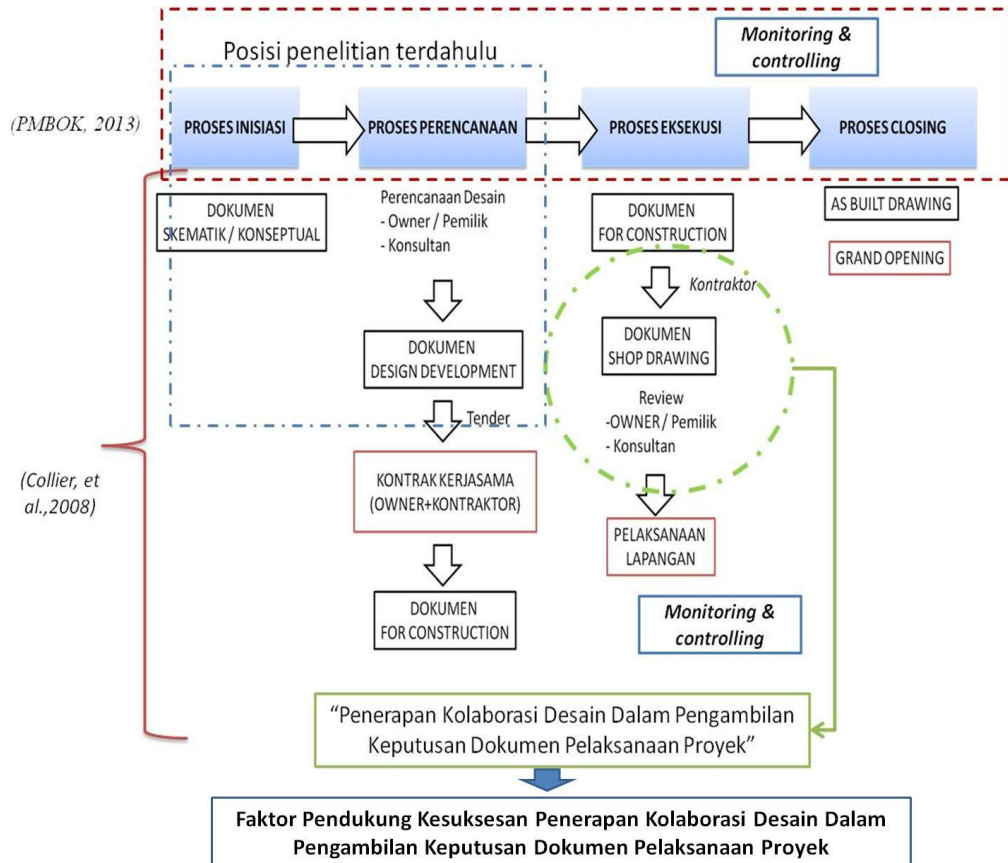 Monitoring &
controlling
Posisi penelitian terdahulu
(PMBOK, 2013)
PROSES INISIASI
PROSES PERENCANAAN
PROSES EKSEKUSI
PROSES CLOSING
DOKUMEN
SKEMATIK / KONSEPTUAL
Perencanaan Desain
- Owner / Pemilik
- Konsultan
DOKUMEN
FOR CONSTRUCTION
AS BUILT DRAWING
GRAND OPENING
Kontraktor
DOKUMEN
DESIGN DEVELOPMENT
DOKUMEN
SHOP DRAWING
Tender
Review
-OWNER / Pemilik
- Konsultan
(Collier, et
al.,2008)
KONTRAK KERJASAMA
(OWNER+KONTRAKTOR)
PELAKSANAAN
LAPANGAN
DOKUMEN
FOR CONSTRUCTION
Monitoring &
controlling
“Penerapan Kolaborasi Desain Dalam Pengambilan
Keputusan Dokumen Pelaksanaan Proyek”
Faktor Pendukung Kesuksesan Penerapan Kolaborasi Desain Dalam
Pengambilan Keputusan Dokumen Pelaksanaan Proyek